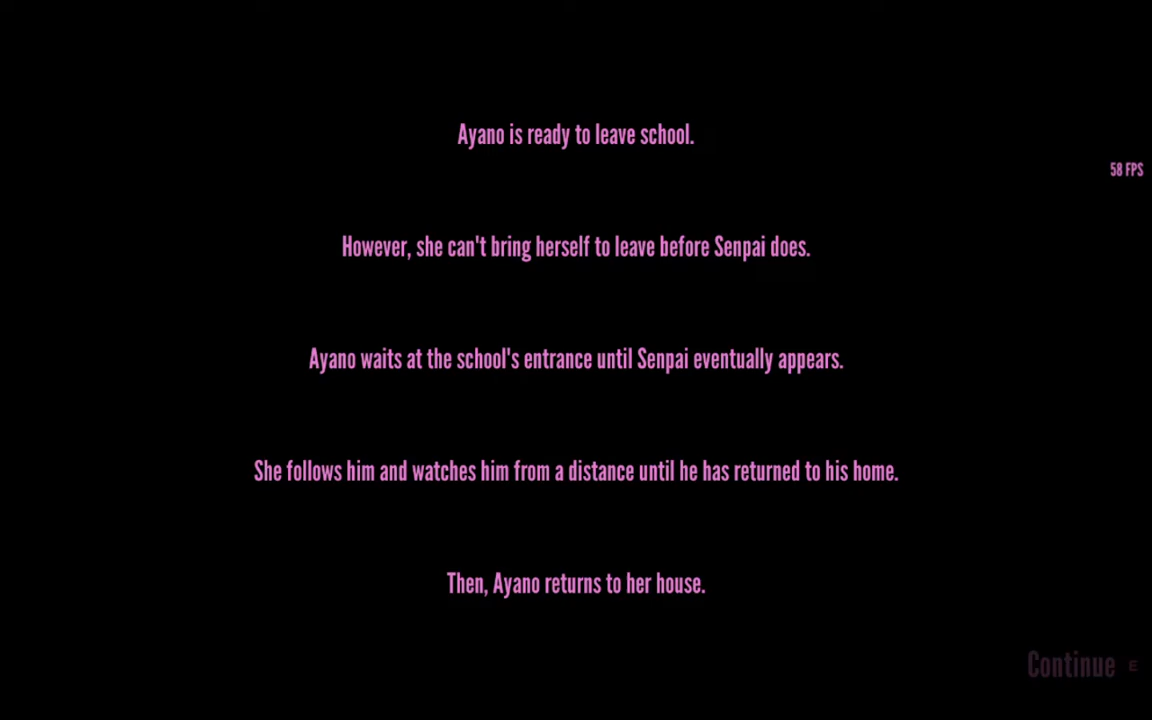 Ayano is ready to leave school.
58 FPS
However, she can't bring herself to leave before Senpai does.
Ayano waits at the school's entrance until Senpai eventually appears.
She follows him and watches him from a distance until he has returned to his home.
Then, Ayano returns to her house.
Continue E